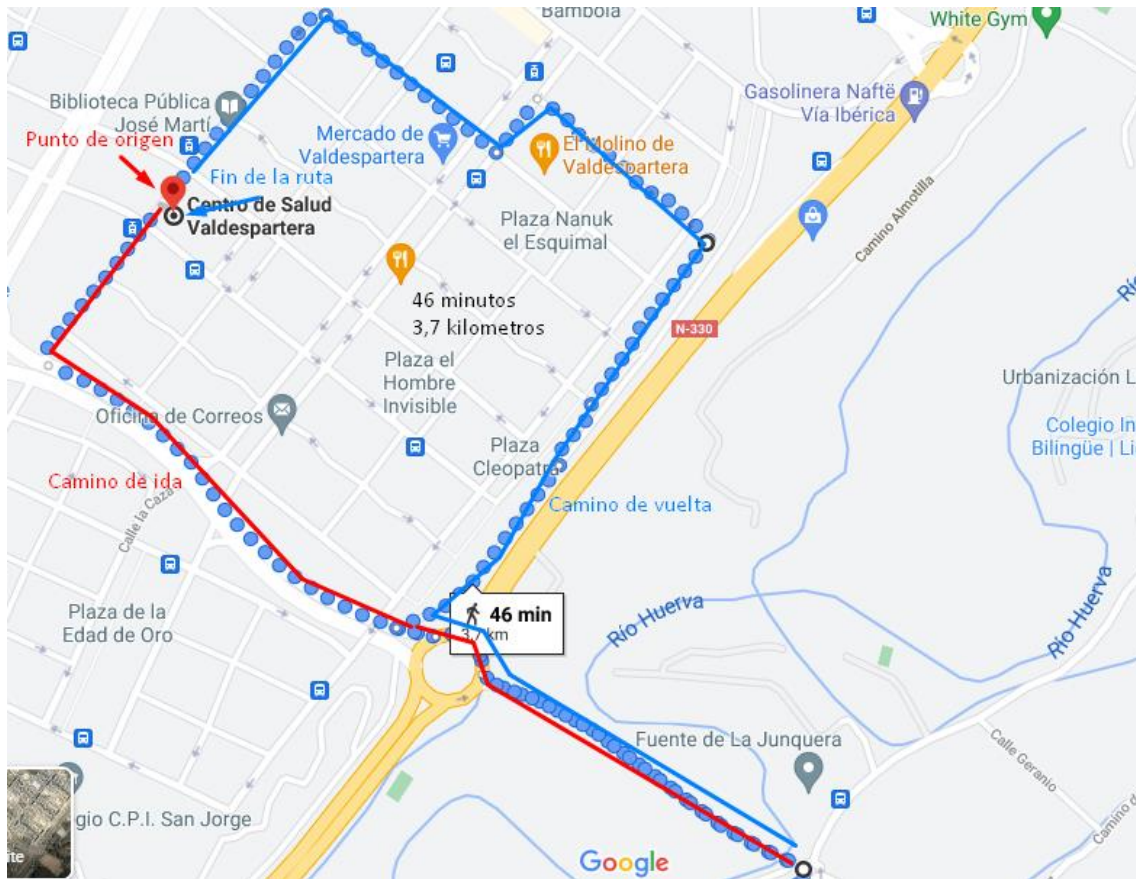 Bambola
White Gym
Gasolinera Naftë
Vía Ibérica
Biblioteca Pública
José Martí
Punto de origen
Mercado de
Valdespartera
El Molino de
Valdespartera
Fin de la ruta
Centro de Salud
Valdespartera
Plaza Nanuk
el Esquimal
Camino Almotilla
46 minutos
3,7 kilometros
N-330
Plaza el
Hombre
Invisible
Urbanización L
Oficina de Correos
Colegio In
Bilingüe | Li
Plaza
Cleopatra
Camino de ida
Calle la Caza
Camino de vuelta
46 min
3,7 km
Río Huerva
Río Huerva
Plaza de la
Edad de Oro
Fuente de La Junquera
Calle Geranio
gio C.P.I. San Jorge
Google